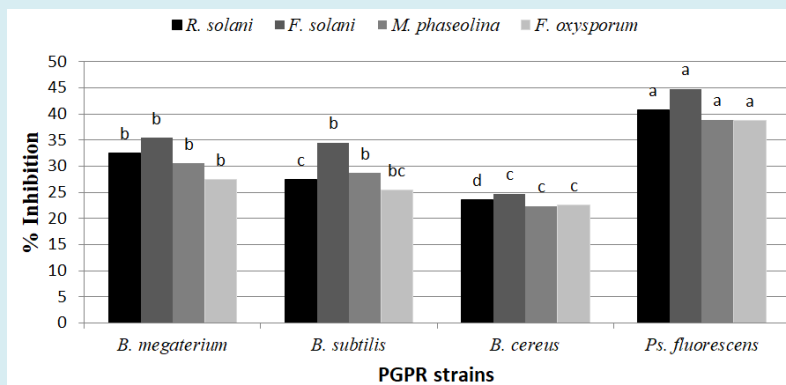 R. solani F. solani M. phaseolina F. oxysporum
50
45
40
35
30
25
20
15
10
5
0
% Inhibition
b b b b
c b b bc
d c c c
a a a a
B. megaterium B. subtilis B. cereus Ps. fluorescens
PGPR strains